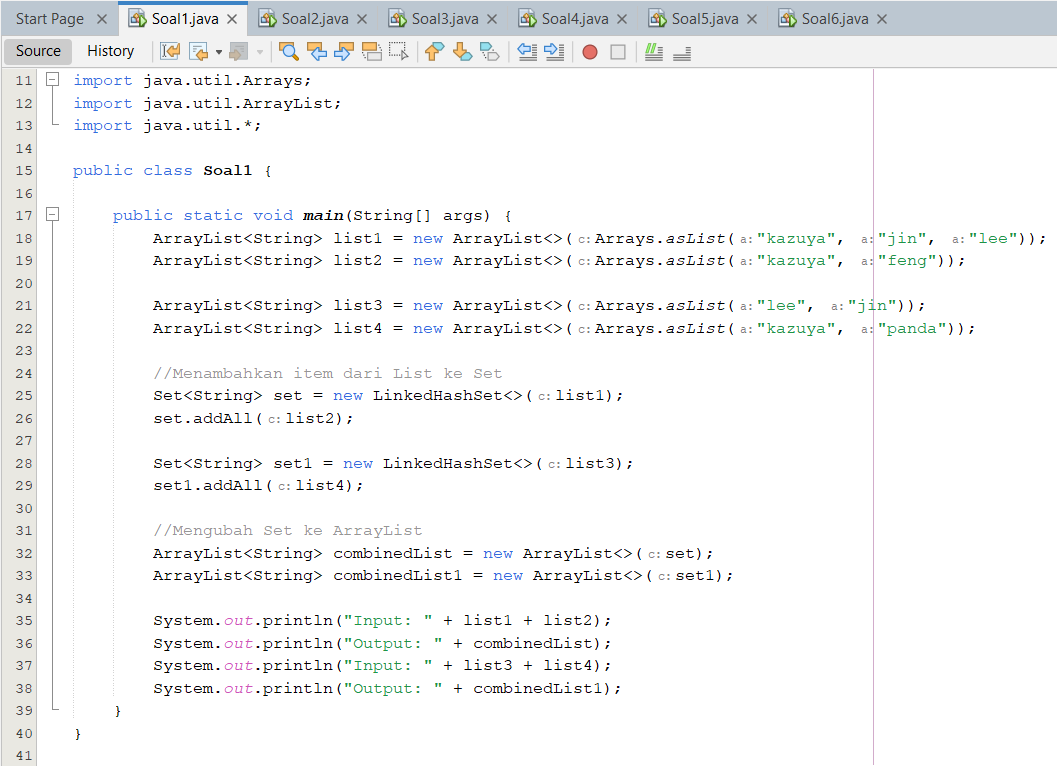 Start Page Soal1.java Soal2.java Soal3.java Soal4.java Soal5.java Soal6.java
Source History
11 import java.util.Arrays;
12 import java.util.ArrayList;
13 import java.util.*;
14
15 public class Soal1 {
16
17 public static void main(String[] args) {
18 ArrayList<String> list1 = new ArrayList<>(c:Arrays.asList(a:"kazuya", a:"jin", a:"lee"));
19 ArrayList<String> list2 = new ArrayList<>(c:Arrays.asList(a:"kazuya", a:"feng"));
20
21 ArrayList<String> list3 = new ArrayList<>(c:Arrays.asList(a:"lee", a:"jin"));
22 ArrayList<String> list4 = new ArrayList<>(c:Arrays.asList(a:"kazuya", a:"panda"));
23
24 //Menambahkan item dari List ke Set
25 Set<String> set = new LinkedHashSet<>(c:list1);
26 set.addAll(c:list2);
27
28 Set<String> set1 = new LinkedHashSet<>(c:list3);
29 set1.addAll(c:list4);
30
31 //Mengubah Set ke ArrayList
32 ArrayList<String> combinedList = new ArrayList<>(c:set);
33 ArrayList<String> combinedList1 = new ArrayList<>(c:set1);
34
35 System.out.println("Input: " + list1 + list2);
36 System.out.println("Output: " + combinedList);
37 System.out.println("Input: " + list3 + list4);
38 System.out.println("Output: " + combinedList1);
39 }
40 }
41